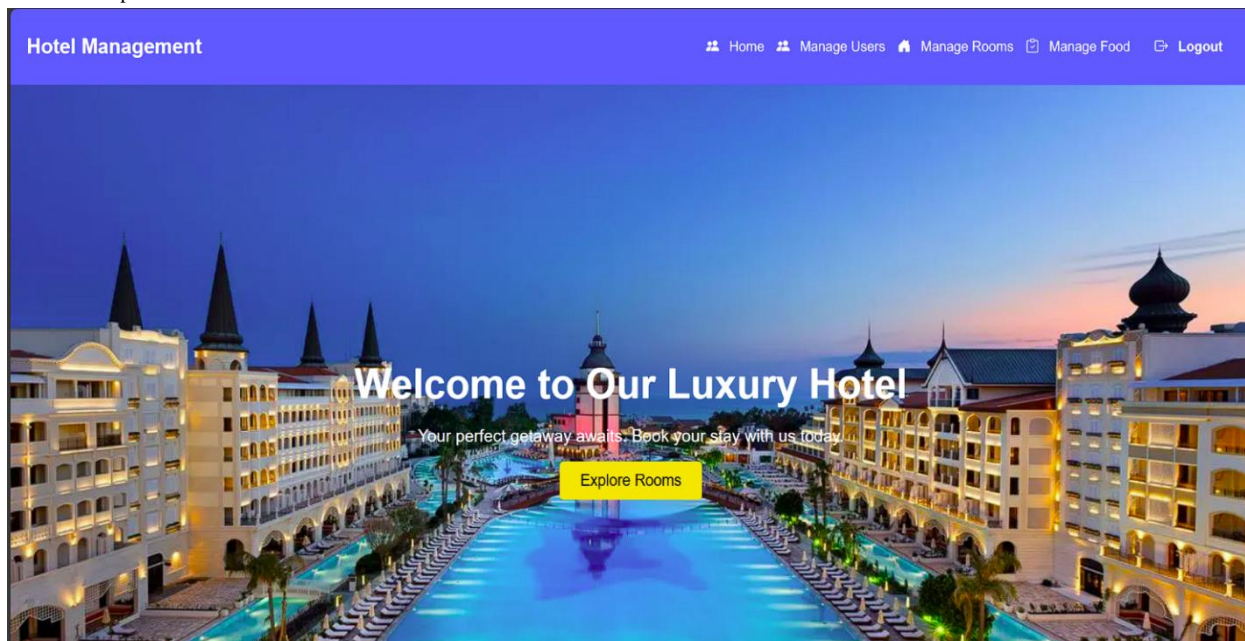 Hotel Management
Home Manage Users Manage Rooms Manage Food Logout
Welcome to Our Luxury Hotel
Your perfect getaway awaits. Book your stay with us today.
Explore Rooms